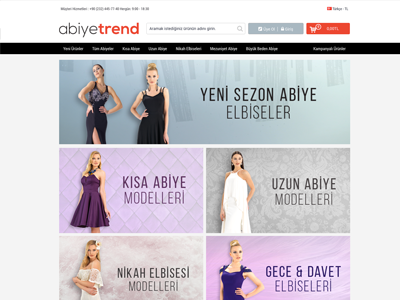 Müşteri Hizmetleri : +90 (232) 445 77 49 Hergün 9.00 - 18.30
Türkçe - TL
abiyetrend
Aramak istediğiniz ürünün adını girin.
Üye Ol
Giriş Yap
0,00TL
Yeni Ürünler
Tüm Abiyeler
Kısa Abiye
Uzun Abiye
Nikah Elbiseleri
Mezuniyet Abiye
Büyük Beden Abiye
Kampanyalı Ürünler
YENİ SEZON ABİYE
ELBİSELER
KISA ABİYE
MODELLERİ
UZUN ABİYE
MODELLERİ
NİKAH ELBİSESİ
MODELLERİ
GECE & DAVET
ELBİSELERİ